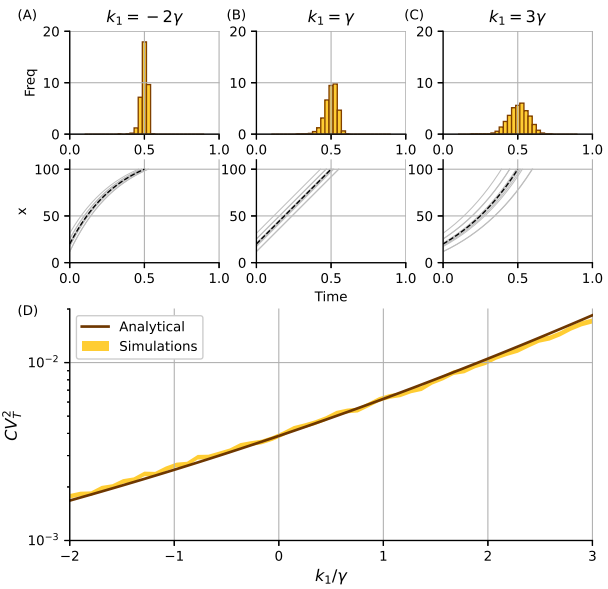 (A) k₁ = −2γ (B) k₁ = γ (C) k₁ = 3γ
20 20 20
Freq
10 10 10
0 0 0
0.0 0.5 1.0 0.0 0.5 1.0 0.0 0.5 1.0
100 100 100
x
50 50 50
0 0 0
0.0 0.5 1.0 0.0 0.5 1.0 0.0 0.5 1.0
Time
(D)
Analytical
Simulations
10⁻²
CV²_T
10⁻³
−2 −1 0 1 2 3
k₁/γ